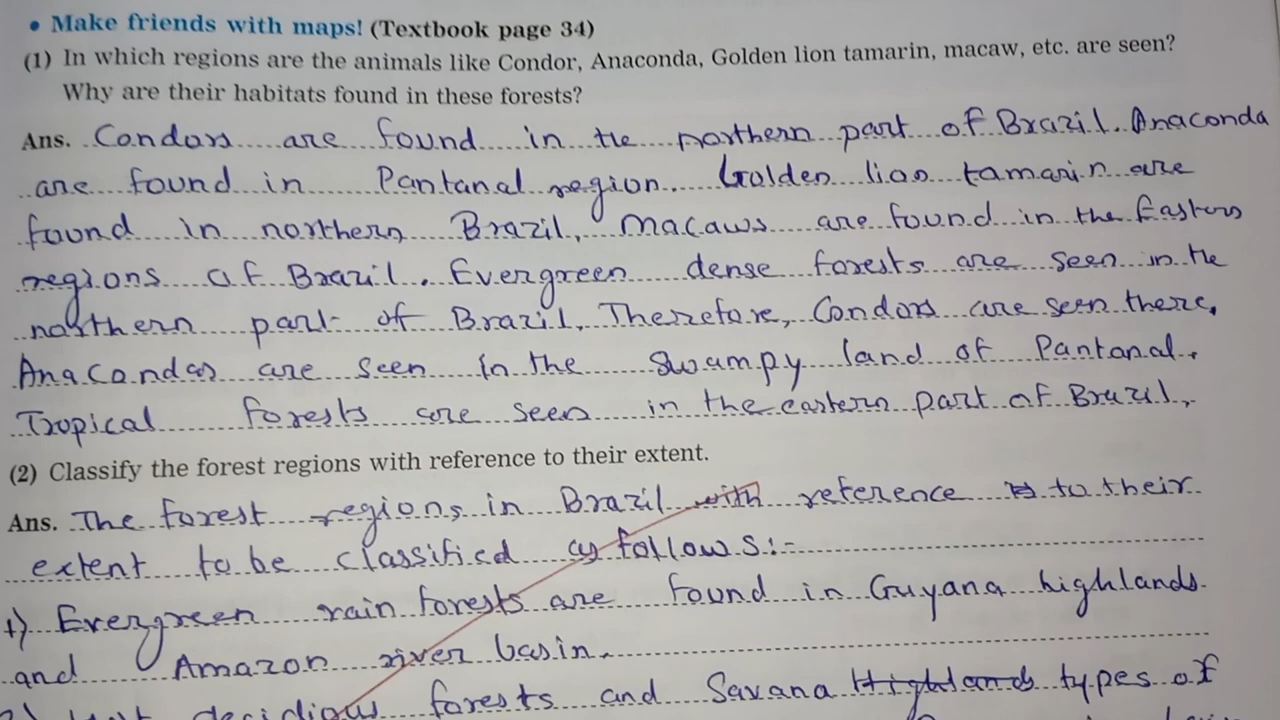 • Make friends with maps! (Textbook page 34)
(1) In which regions are the animals like Condor, Anaconda, Golden lion tamarin, macaw, etc. are seen?
Why are their habitats found in these forests?
Ans. Condors are found in the northern part of Brazil. Anaconda
are found in Pantanal region. Golden lion tamarin are
found in northern Brazil, Macaws are found in the Eastern
regions of Brazil. Evergreen dense forests are seen in the
northern part of Brazil, Therefore, Condors are seen there,
Anacondas are seen in the swampy land of Pantanal.
Tropical forests are seen in the eastern part of Brazil,
(2) Classify the forest regions with reference to their extent.
Ans. The forest regions in Brazil with reference to their
extent to be classified as follows:-
1) Evergreen rain forests are found in Guyana highlands
and Amazon river basin.
forests and Savana Highlands types of